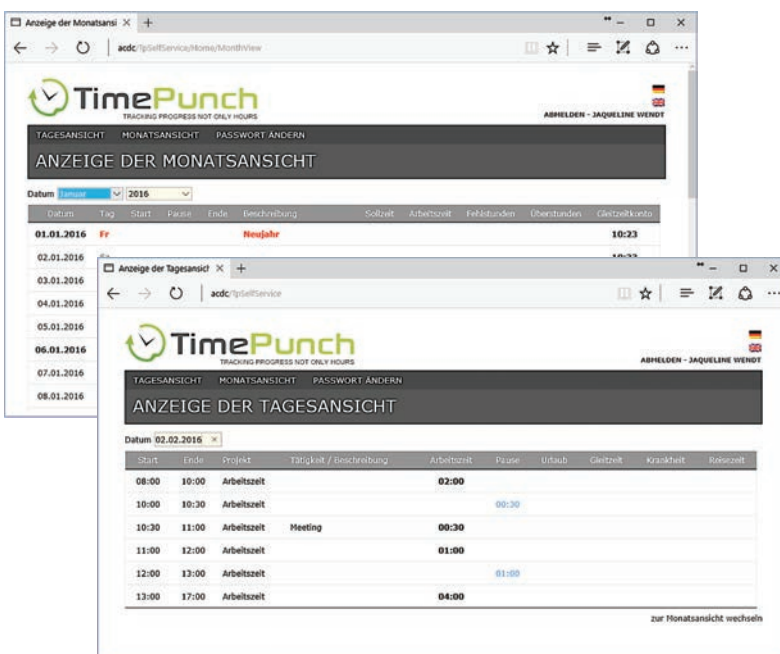 Anzeige der Monatsansi
acdc/TpSelfService/Home/MonthView
TimePunch
TRACKING PROGRESS NOT ONLY HOURS
ABMELDEN - JAQUELINE WENDT
TAGESANSICHT MONATSANSICHT PASSWORT ÄNDERN
ANZEIGE DER MONATSANSICHT
Datum Januar 2016
Datum Tag Start Pause Ende Beschreibung Sollzeit Arbeitszeit Fehlstunden Überstunden Gleitzeitkonto
01.01.2016 Fr Neujahr 10:23
02.01.2016
03.01.2016
04.01.2016
05.01.2016
06.01.2016
07.01.2016
08.01.2016
Anzeige der Tagesansich
acdc/TpSelfService
TimePunch
TRACKING PROGRESS NOT ONLY HOURS
ABMELDEN - JAQUELINE WENDT
TAGESANSICHT MONATSANSICHT PASSWORT ÄNDERN
ANZEIGE DER TAGESANSICHT
Datum 02.02.2016
Start Ende Projekt Tätigkeit / Beschreibung Arbeitszeit Pause Urlaub Gleitzeit Krankheit Reisezeit
08:00 10:00 Arbeitszeit 02:00
10:00 10:30 Arbeitszeit 00:30
10:30 11:00 Arbeitszeit Meeting 00:30
11:00 12:00 Arbeitszeit 01:00
12:00 13:00 Arbeitszeit 01:00
13:00 17:00 Arbeitszeit 04:00
zur Monatsansicht wechseln